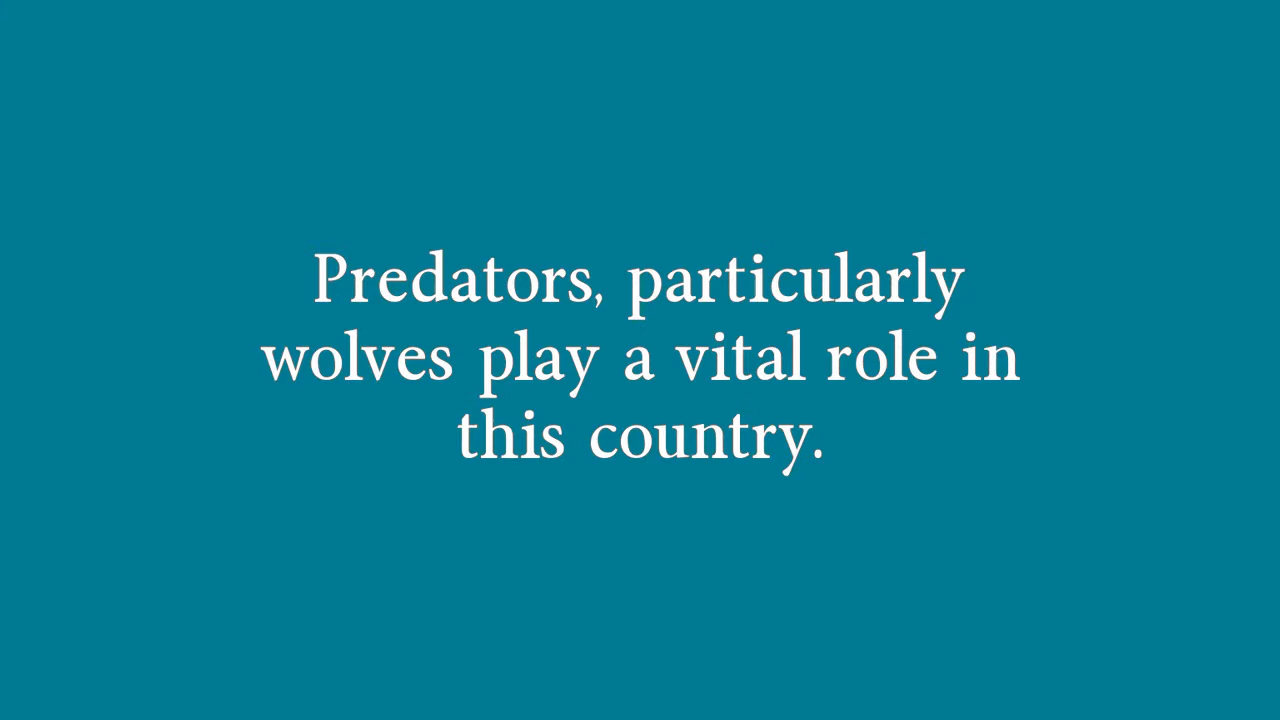 Predators, particularly
wolves play a vital role in
this country.